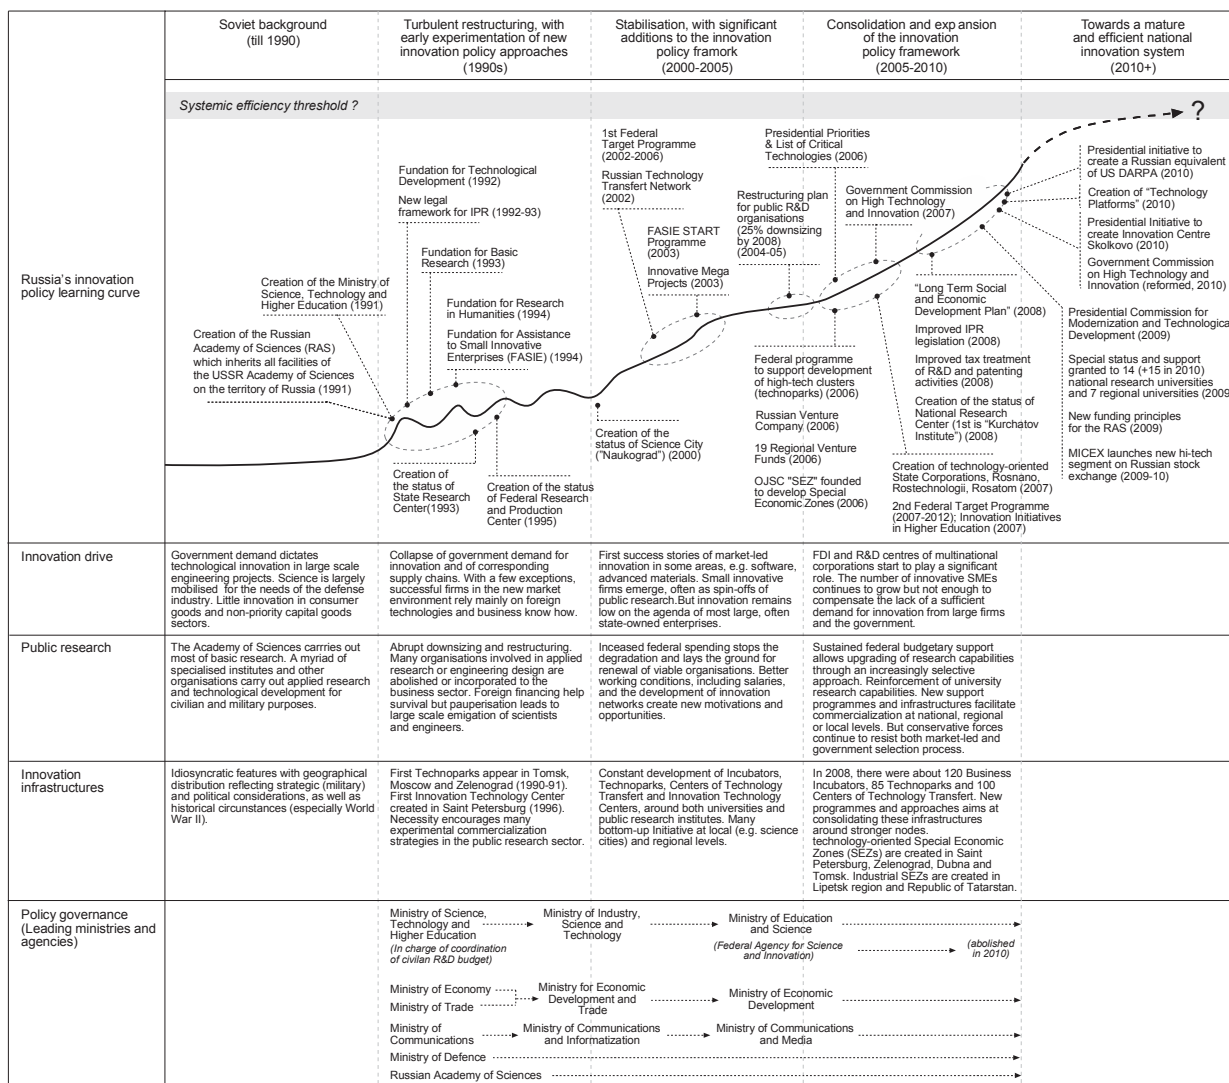 Soviet background
(till 1990)
Turbulent restructuring, with
early experimentation of new
innovation policy approaches
(1990s)
Stabilisation, with significant
additions to the innovation
policy framork
(2000-2005)
Consolidation and expansion
of the innovation
policy framework
(2005-2010)
Towards a mature
and efficient national
innovation system
(2010+)
Russia's innovation
policy learning curve
Systemic efficiency threshold ?
?
Creation of the Ministry of
Science, Technology and
Higher Education (1991)
Creation of the Russian
Academy of Sciences (RAS)
which inherits all facilities of
the USSR Academy of Sciences
on the territory of Russia (1991)
Fundation for Technological
Development (1992)
New legal
framework for IPR (1992-93)
Fundation for Basic
Research (1993)
Fundation for Research
in Humanities (1994)
Fundation for Assistance
to Small Innovative
Enterprises (FASIE) (1994)
Creation of
the status of
State Research
Center(1993)
Creation of the status
of Federal Research
and Production
Center (1995)
1st Federal
Target Programme
(2002-2006)
Russian Technology
Transfert Network
(2002)
FASIE START
Programme
(2003)
Innovative Mega
Projects (2003)
Creation of the
status of Science City
("Naukograd") (2000)
Restructuring plan
for public R&D
organisations
(25% downsizing
by 2008)
(2004-05)
Presidential Priorities
& List of Critical
Technologies (2006)
Government Commission
on High Technology
and Innovation (2007)
Federal programme
to support development
of high-tech clusters
(technoparks)
(2006)
Russian Venture
Company
(2006)
19 Regional Venture
Funds (2006)
OJSC "SEZ" founded
to develop Special
Economic Zones (2006)
"Long Term Social
and Economic
Development Plan" (2008)
Improved IPR
legislation
(2008)
Improved tax treatment
of R&D and patenting
activities (2008)
Creation of the status of
National Research
Center (1st is "Kurchatov
Institute") (2008)
Creation of technology-oriented
State Corporations, Rosnano,
Rostechnologii, Rosatom (2007)
2nd Federal Target Programme
(2007-2012); Innovation Initiatives
in Higher Education (2007)
Presidential initiative to
create a Russian equivalent
of US DARPA (2010)
Creation of "Technology
Platforms" (2010)
Presidential Initiative to
create Innovation Centre
Skolkovo (2010)
Government Commission
on High Technology and
Innovation (reformed, 2010)
Presidential Commission for
Modernization and Technological
Development (2009)
Special status and support
granted to 14 (+15 in 2010)
national research universities
and 7 regional universities (2009)
New funding principles
for the RAS (2009)
MICEX launches new hi-tech
segment on Russian stock
exchange (2009-10)
Innovation drive
Government demand dictates
technological innovation in large scale
engineering projects. Science is largely
mobilised for the needs of the defense
industry. Little innovation in consumer
goods and non-priority capital goods
sectors.
Collapse of government demand for
innovation and of corresponding
supply chains. With a few exceptions,
successful firms in the new market
environment rely mainly on foreign
technologies and business know how.
First success stories of market-led
innovation in some areas, e.g. software,
advanced materials. Small innovative
firms emerge, often as spin-offs of
public research.But innovation remains
low on the agenda of most large, often
state-owned enterprises.
FDI and R&D centres of multinational
corporations start to play a significant
role. The number of innovative SMEs
continues to grow but not enough to
compensate the lack of a sufficient
demand for innovation from large firms
and the government.
Public research
The Academy of Sciences carrries out
most of basic research. A myriad of
specialised institutes and other
organisations carry out applied research
and technological development for
civilian and military purposes.
Abrupt downsizing and restructuring.
Many organisations involved in applied
research or engineering design are
abolished or incorporated to the
business sector. Foreign financing help
survival but pauperisation leads to
large scale emigation of scientists
and engineers.
Inceased federal spending stops the
degradation and lays the ground for
renewal of viable organisations. Better
working conditions, including salaries,
and the development of innovation
networks create new motivations and
opportunities.
Sustained federal budgetary support
allows upgrading of research capabilities
through an increasingly selective
approach. Reinforcement of university
research capabilities. New support
programmes and infrastructures facilitate
commercialization at national, regional
or local levels. But conservative forces
continue to resist both market-led and
government selection process.
Innovation
infrastructures
Idiosyncratic features with geographical
distribution reflecting strategic (military)
and political considerations, as well as
historical circustances (especially World
War II).
First Technoparks appear in Tomsk,
Moscow and Zelenograd (1990-91).
First Innovation Technology Center
created in Saint Petersburg (1996).
Necessity encourages many
experimental commercialization
strategies in the public research sector.
Constant development of Incubators,
Technoparks, Centers of Technology
Transfert and Innovation Technology
Centers, around both universities and
public research institutes. Many
bottom-up Initiative at local (e.g. science
cities) and regional levels.
In 2008, there were about 120 Business
Incubators, 85 Technoparks and 100
Centers of Technology Transfert. New
programmes and approaches aims at
consolidating these infrastructures
around stronger nodes.
technology-oriented Special Economic
Zones (SEZs) are created in Saint
Petersburg, Zelenograd, Dubna and
Tomsk. Industrial SEZs are created in
Lipetsk region and Republic of Tatarstan.
Policy governance
(Leading ministries and
agencies)
Ministry of Science,
Technology and
Higher Education
(In charge of coordination
of civilan R&D budget)
Ministry of Industry,
Science and
Technology
Ministry of Education
and Science
(Federal Agency for Science
and Innovation)
(abolished
in 2010)
Ministry of Economy
Ministry of Trade
Ministry for Economic
Development and
Trade
Ministry of Economic
Development
Ministry of
Communications
Ministry of Communications
and Informatization
Ministry of Communications
and Media
Ministry of Defence
Russian Academy of Sciences